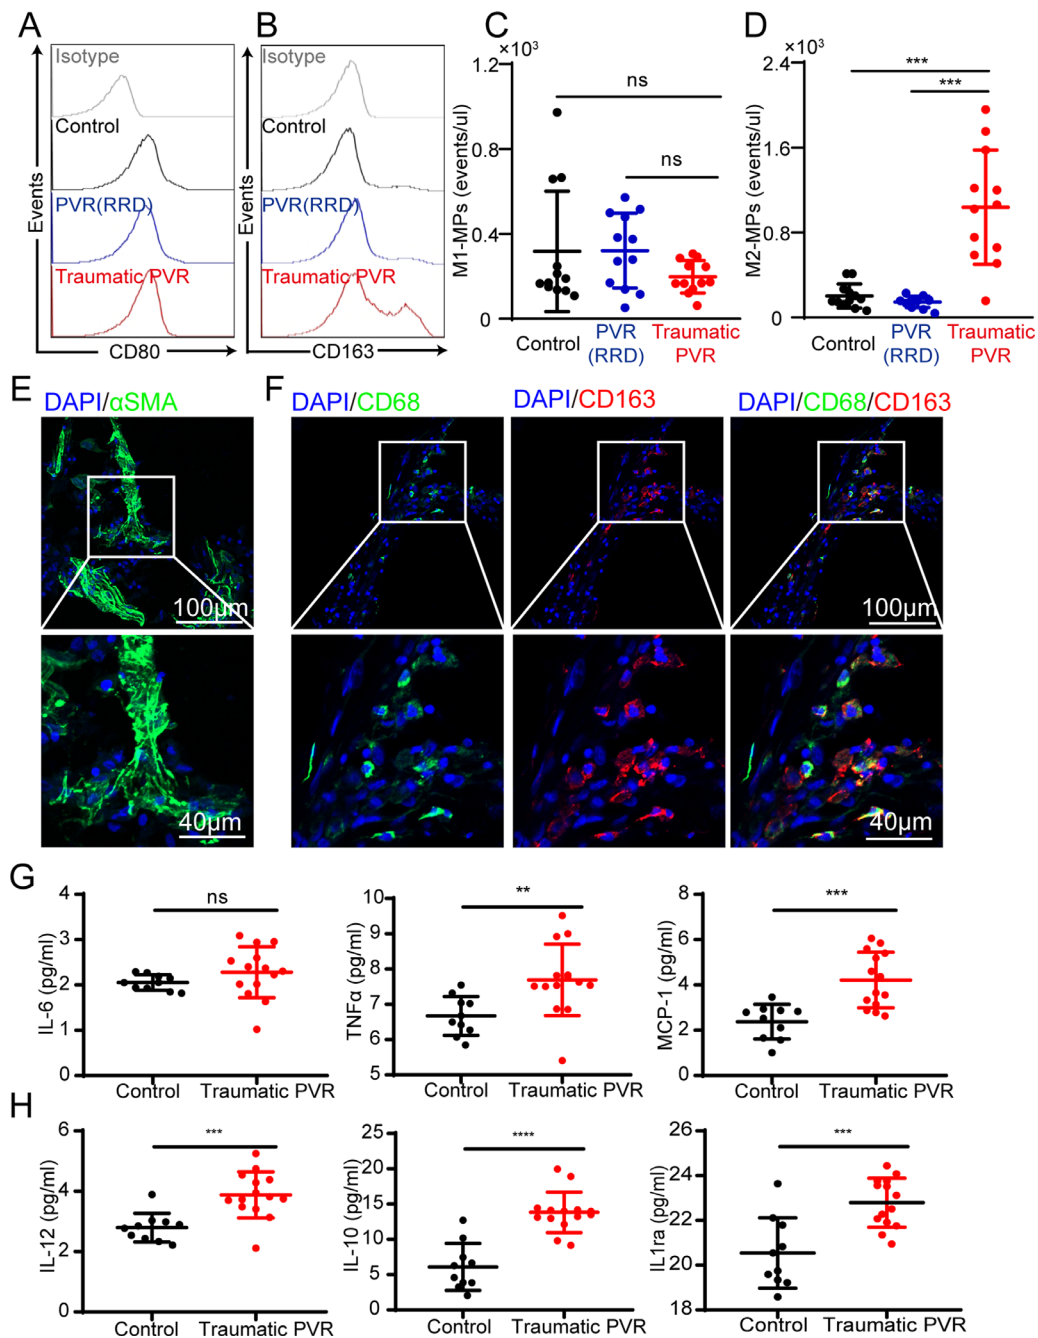 A
Events
Isotype
Control
PVR(RRD)
Traumatic PVR
CD80
B
Events
Isotype
Control
PVR(RRD)
Traumatic PVR
CD163
C
×10³
M1-MPs (events/ul)
1.2
0.8
0.4
0
ns
ns
Control
PVR
(RRD)
Traumatic
PVR
D
×10³
M2-MPs (events/ul)
2.4
1.6
0.8
0
***
***
Control
PVR
(RRD)
Traumatic
PVR
E
DAPI/αSMA
100μm
40μm
F
DAPI/CD68
DAPI/CD163
DAPI/CD68/CD163
100μm
40μm
G
IL-6 (pg/ml)
4
3
2
1
0
ns
Control
Traumatic PVR
TNFα (pg/ml)
10
9
8
7
6
5
**
Control
Traumatic PVR
MCP-1 (pg/ml)
8
6
4
2
0
***
Control
Traumatic PVR
H
IL-12 (pg/ml)
6
4
2
0
***
Control
Traumatic PVR
IL-10 (pg/ml)
25
20
15
10
5
0
****
Control
Traumatic PVR
IL1ra (pg/ml)
26
24
22
20
18
***
Control
Traumatic PVR